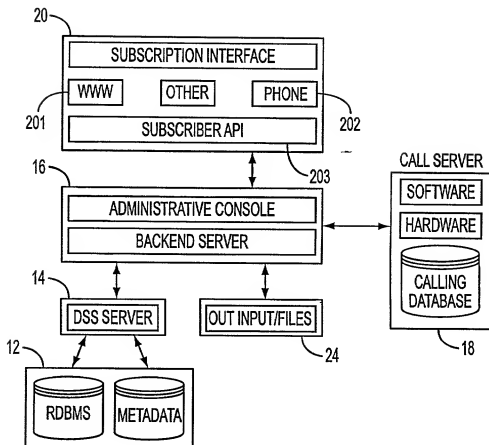 20
SUBSCRIPTION INTERFACE
WWW
OTHER
PHONE
201
202
SUBSCRIBER API
203
16
ADMINISTRATIVE CONSOLE
BACKEND SERVER
CALL SERVER
SOFTWARE
HARDWARE
CALLING
DATABASE
18
14
DSS SERVER
OUT INPUT/FILES
24
12
RDBMS
METADATA